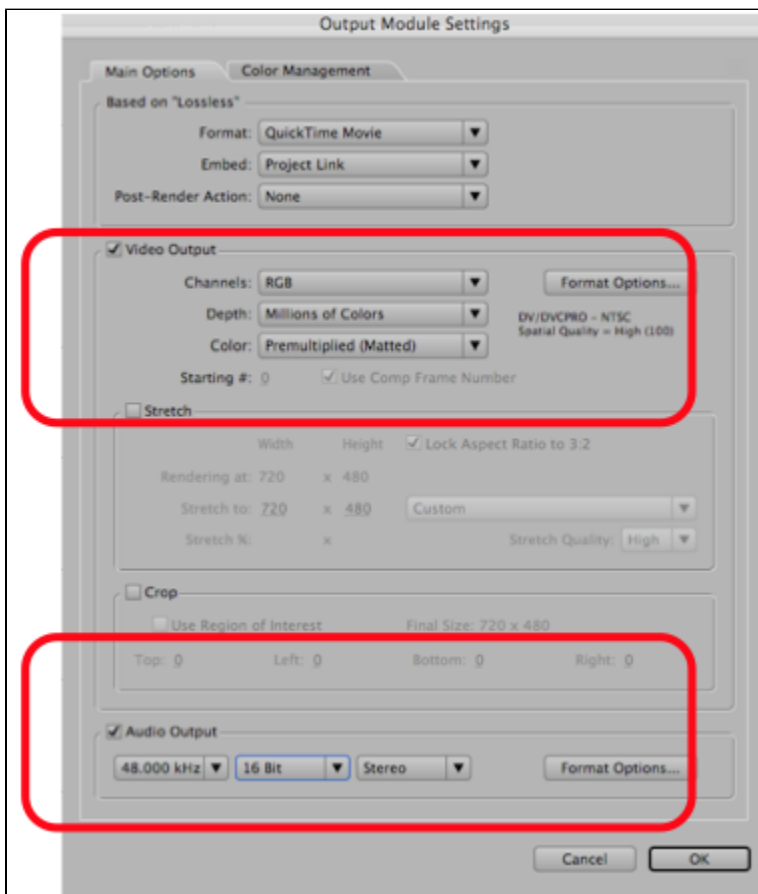 Output Module Settings
Main Options Color Management
Based on "Lossless"
Format: QuickTime Movie
Embed: Project Link
Post-Render Action: None
Video Output
Channels: RGB Format Options...
Depth: Millions of Colors DV/DVCPRO - NTSC
Spatial Quality = High (100)
Color: Premultiplied (Matted)
Starting #: 0 Use Comp Frame Number
Stretch
Width Height Lock Aspect Ratio to 3:2
Rendering at: 720 x 480
Stretch to: 720 x 480 Custom
Stretch %: x Stretch Quality: High
Crop
Use Region of Interest Final Size: 720 x 480
Top: 0 Left: 0 Bottom: 0 Right: 0
Audio Output
48.000 kHz 16 Bit Stereo Format Options...
Cancel OK